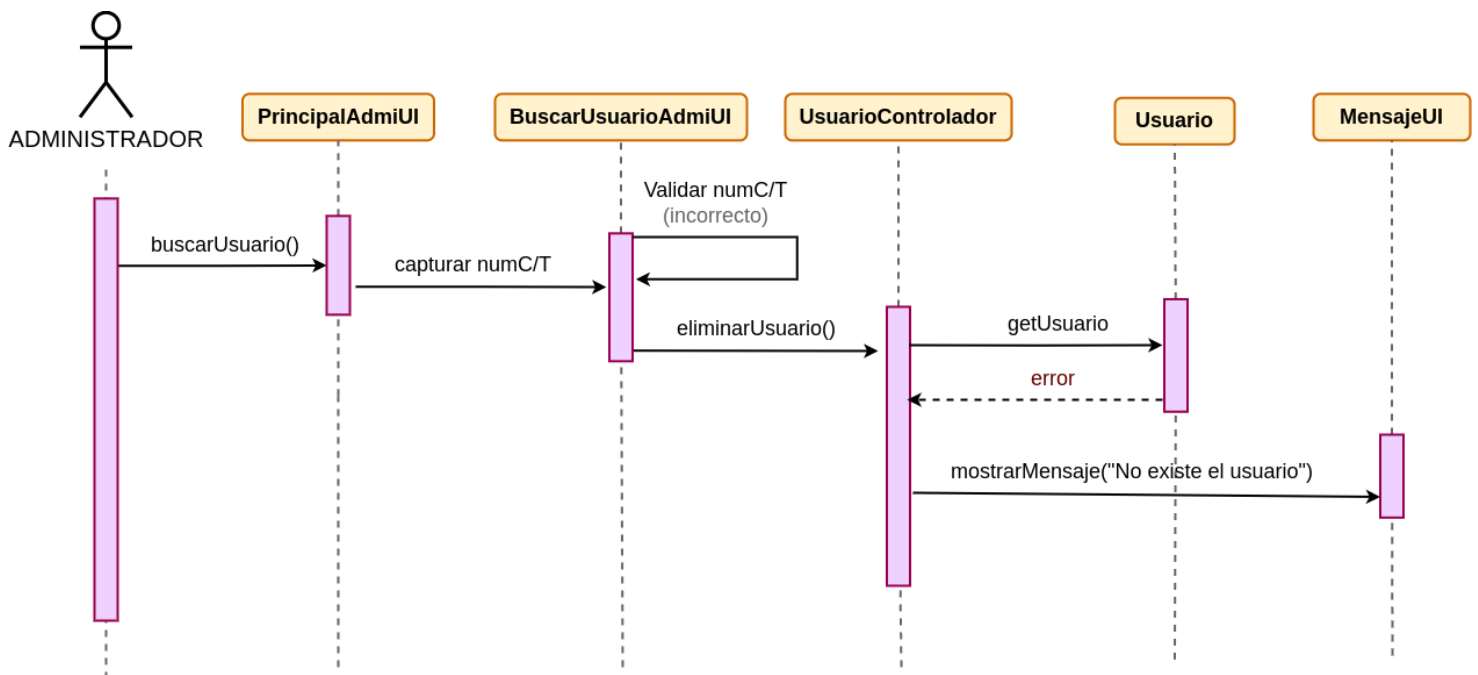 ADMINISTRADOR
PrincipalAdmiUI
BuscarUsuarioAdmiUI
UsuarioControlador
Usuario
MensajeUI
Validar numC/T
(incorrecto)
buscarUsuario()
capturar numC/T
eliminarUsuario()
getUsuario
error
mostrarMensaje("No existe el usuario")